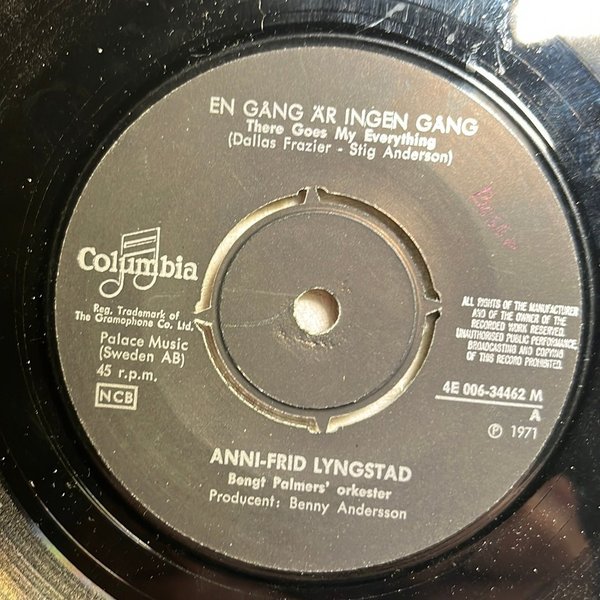 EN GÅNG ÄR INGEN GÅNG
There Goes My Everything
(Dallas Frazier - Stig Anderson)
Columbia
Reg. Trademark of
The Gramophone Co. Ltd.
Palace Music
(Sweden AB)
45 r.p.m.
NCB
ALL RIGHTS OF THE MANUFACTURER
AND OF THE OWNER OF THE
RECORDED WORK RESERVED.
UNAUTHORISED PUBLIC PERFORMANCE,
BROADCASTING AND COPYING
OF THIS RECORD PROHIBITED.
4E 006-34462 M
A
Ⓟ 1971
ANNI-FRID LYNGSTAD
Bengt Palmers' orkester
Producent: Benny Andersson